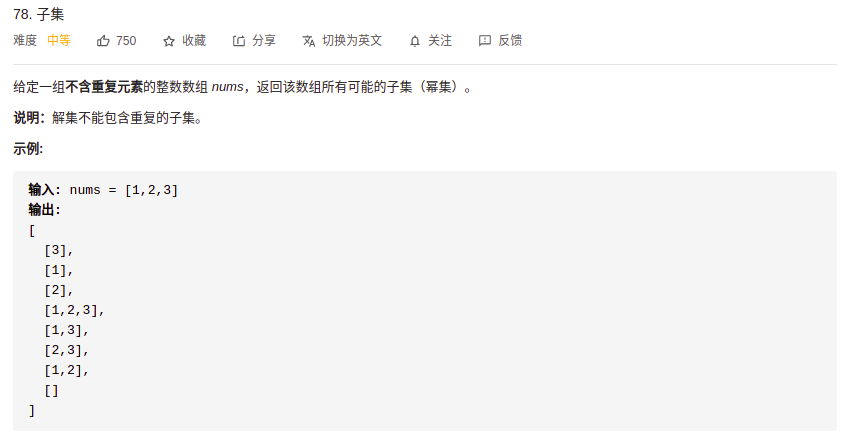 78. 子集
难度 中等 750 收藏 分享 切换为英文 关注 反馈
给定一组不含重复元素的整数数组 nums，返回该数组所有可能的子集（幂集）。
说明：解集不能包含重复的子集。
示例:
输入: nums = [1,2,3]
输出:
[
  [3],
  [1],
  [2],
  [1,2,3],
  [1,3],
  [2,3],
  [1,2],
  []
]